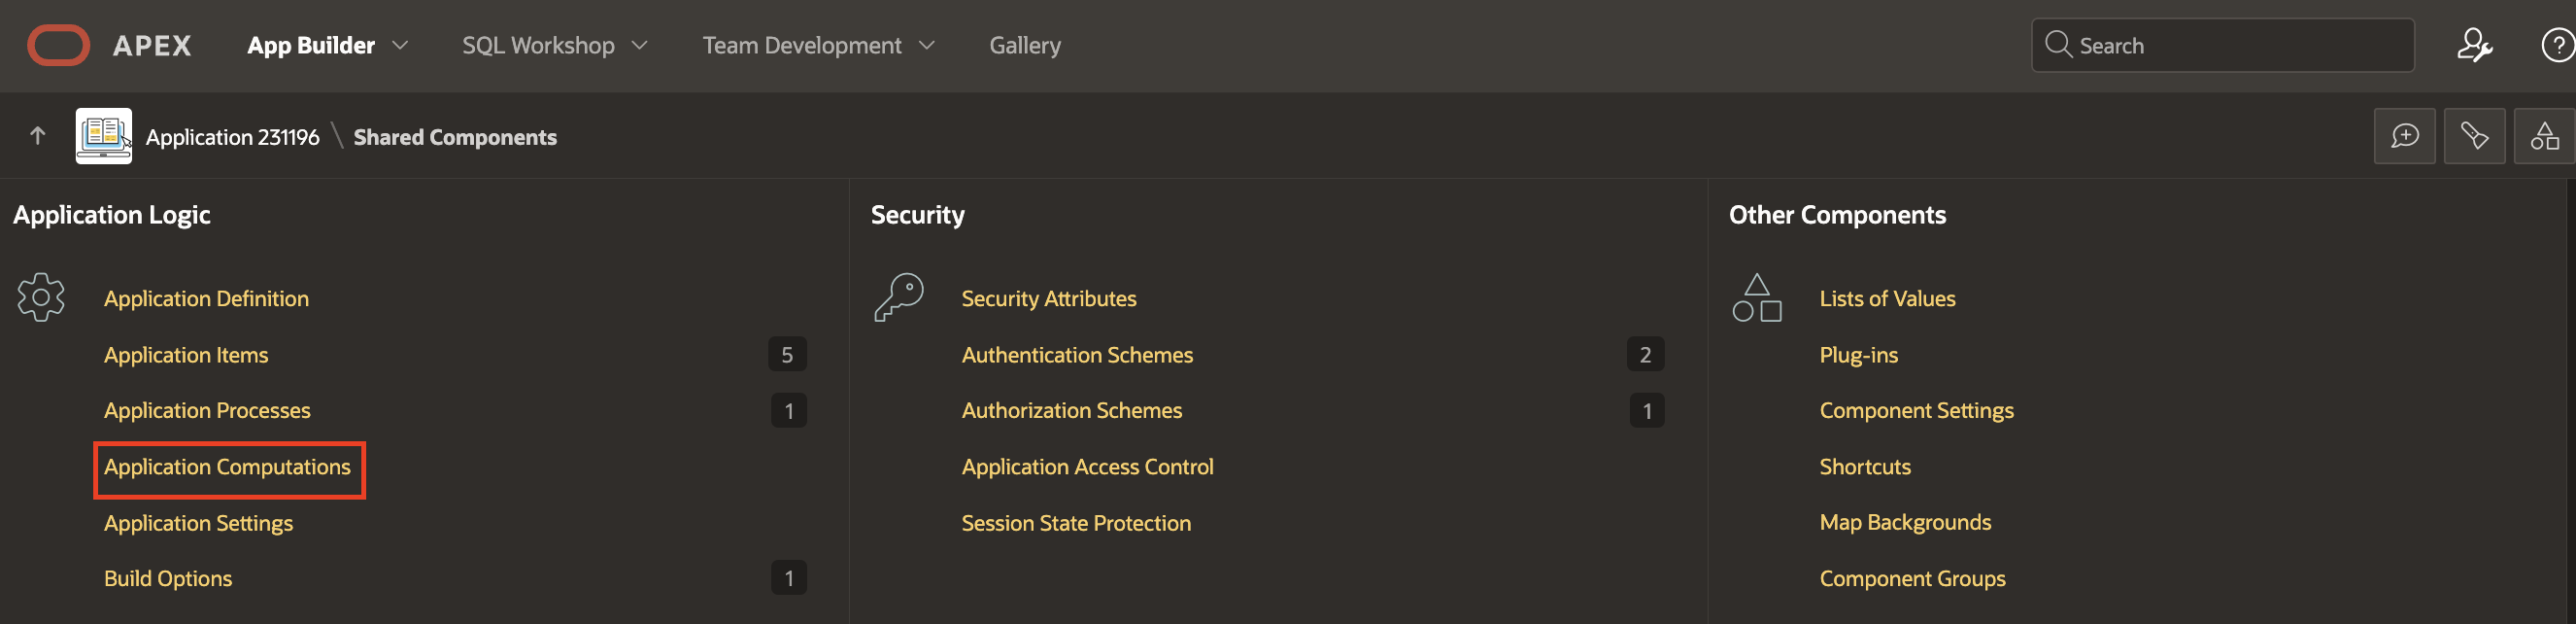 APEX App Builder SQL Workshop Team Development Gallery Search ?
Application 231196 \ Shared Components
Application Logic
Application Definition
Application Items 5
Application Processes 1
Application Computations
Application Settings
Build Options 1
Security
Security Attributes
Authentication Schemes 2
Authorization Schemes 1
Application Access Control
Session State Protection
Other Components
Lists of Values
Plug-ins
Component Settings
Shortcuts
Map Backgrounds
Component Groups